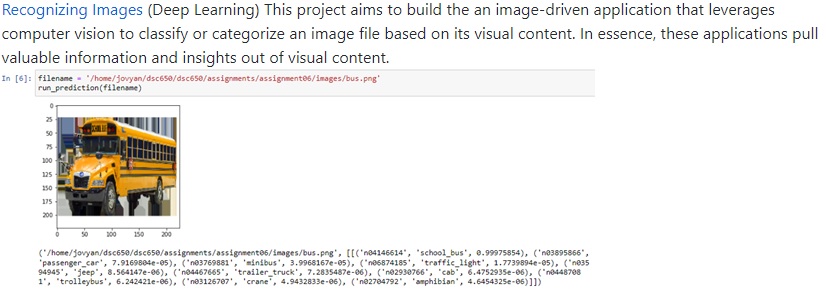 Recognizing Images (Deep Learning) This project aims to build the an image-driven application that leverages
computer vision to classify or categorize an image file based on its visual content. In essence, these applications pull
valuable information and insights out of visual content.
In [6]: filename = '/home/jovyan/dsc650/dsc650/assignments/assignment06/images/bus.png'
run_prediction(filename)
0
25
50
75
100
125
150
175
200
0 50 100 150 200
('/home/jovyan/dsc650/dsc650/assignments/assignment06/images/bus.png', [[('n04146614', 'school_bus', 0.99975854), ('n03895866',
'passenger_car', 7.9169804e-05), ('n03769881', 'minibus', 3.9968167e-05), ('n06874185', 'traffic_light', 1.7739894e-05), ('n035
94945', 'jeep', 8.564147e-06), ('n04467665', 'trailer_truck', 7.2835487e-06), ('n02930766', 'cab', 6.4752935e-06), ('n0448708
1', 'trolleybus', 6.242421e-06), ('n03126707', 'crane', 4.9432833e-06), ('n02704792', 'amphibian', 4.6454325e-06)]])